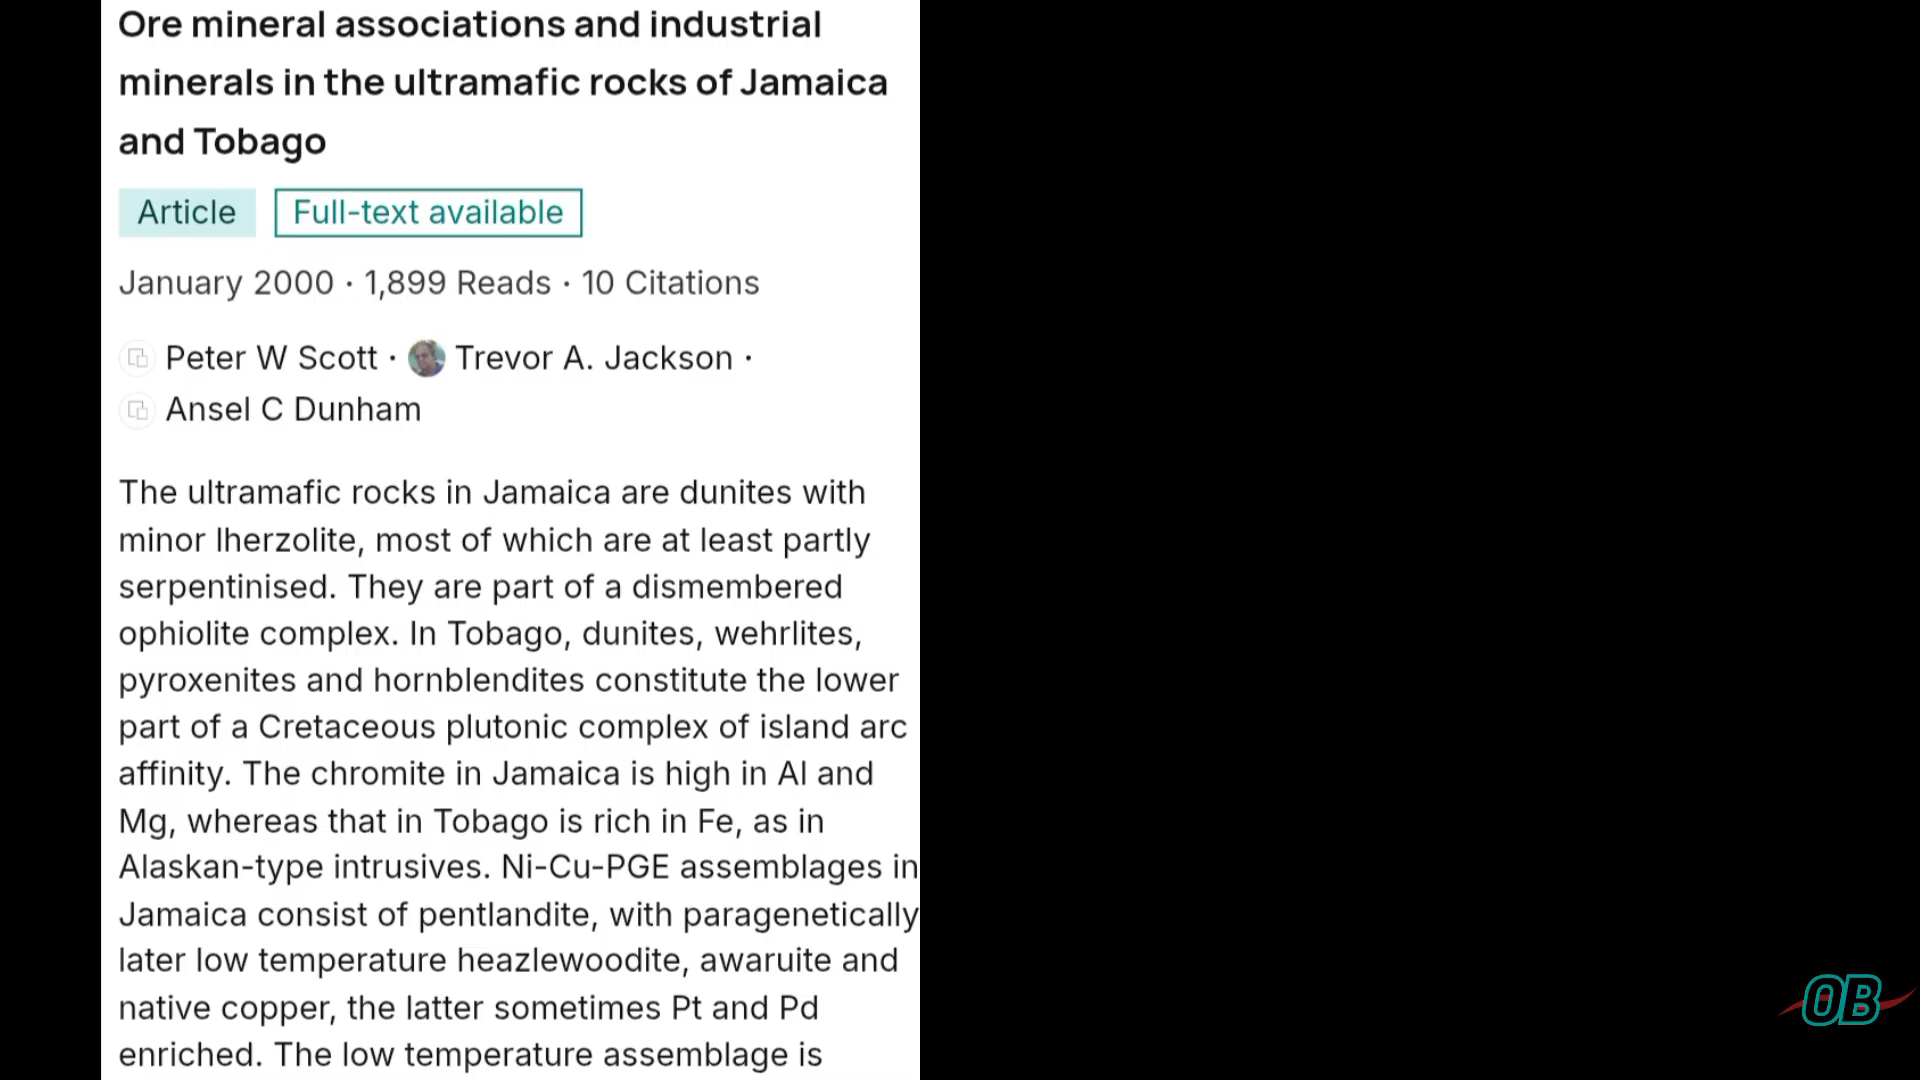 Ore mineral associations and industrial
minerals in the ultramafic rocks of Jamaica
and Tobago
Article Full-text available
January 2000 · 1,899 Reads · 10 Citations
Peter W Scott · Trevor A. Jackson ·
Ansel C Dunham
The ultramafic rocks in Jamaica are dunites with
minor lherzolite, most of which are at least partly
serpentinised. They are part of a dismembered
ophiolite complex. In Tobago, dunites, wehrlites,
pyroxenites and hornblendites constitute the lower
part of a Cretaceous plutonic complex of island arc
affinity. The chromite in Jamaica is high in Al and
Mg, whereas that in Tobago is rich in Fe, as in
Alaskan-type intrusives. Ni-Cu-PGE assemblages in
Jamaica consist of pentlandite, with paragenetically
later low temperature heazlewoodite, awaruite and
native copper, the latter sometimes Pt and Pd
enriched. The low temperature assemblage is
OB